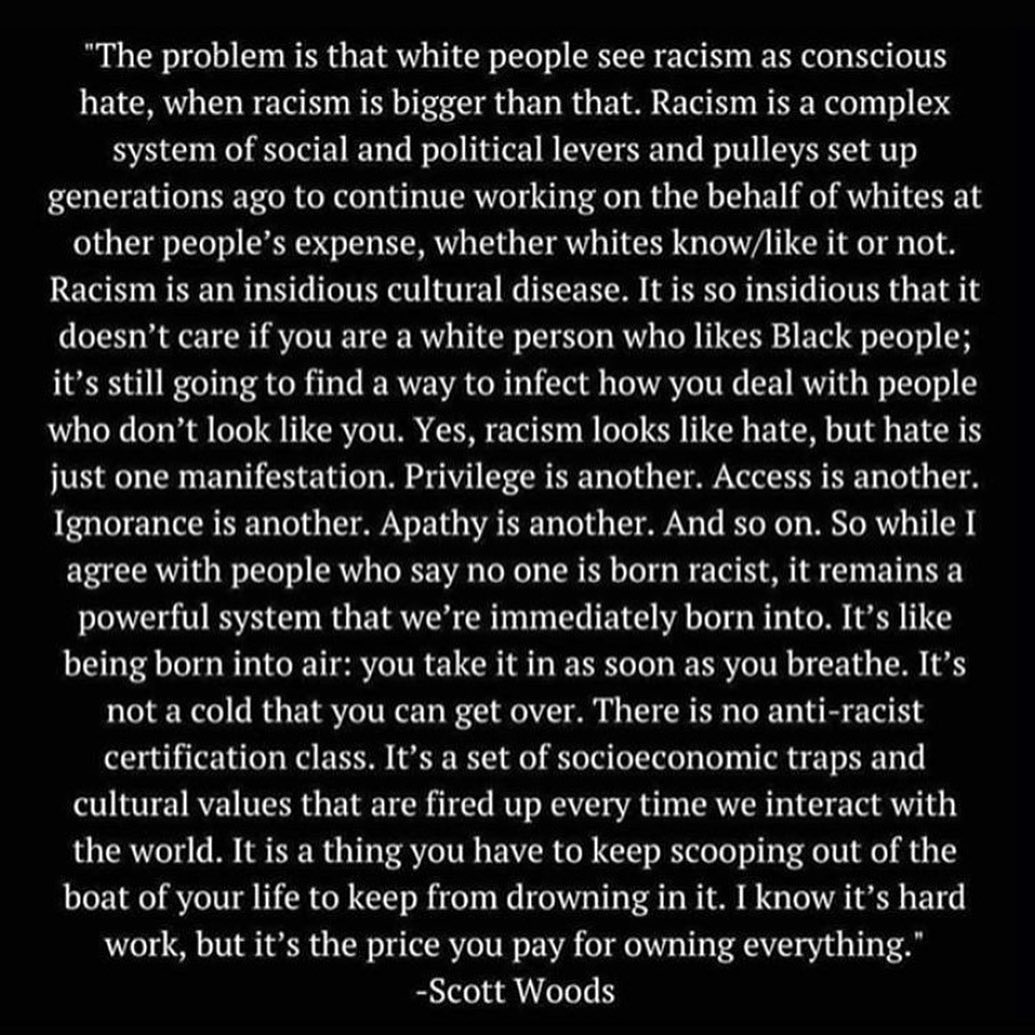 "The problem is that white people see racism as conscious
hate, when racism is bigger than that. Racism is a complex
system of social and political levers and pulleys set up
generations ago to continue working on the behalf of whites at
other people’s expense, whether whites know/like it or not.
Racism is an insidious cultural disease. It is so insidious that it
doesn’t care if you are a white person who likes Black people;
it’s still going to find a way to infect how you deal with people
who don’t look like you. Yes, racism looks like hate, but hate is
just one manifestation. Privilege is another. Access is another.
Ignorance is another. Apathy is another. And so on. So while I
agree with people who say no one is born racist, it remains a
powerful system that we’re immediately born into. It’s like
being born into air: you take it in as soon as you breathe. It’s
not a cold that you can get over. There is no anti-racist
certification class. It’s a set of socioeconomic traps and
cultural values that are fired up every time we interact with
the world. It is a thing you have to keep scooping out of the
boat of your life to keep from drowning in it. I know it’s hard
work, but it’s the price you pay for owning everything."
-Scott Woods